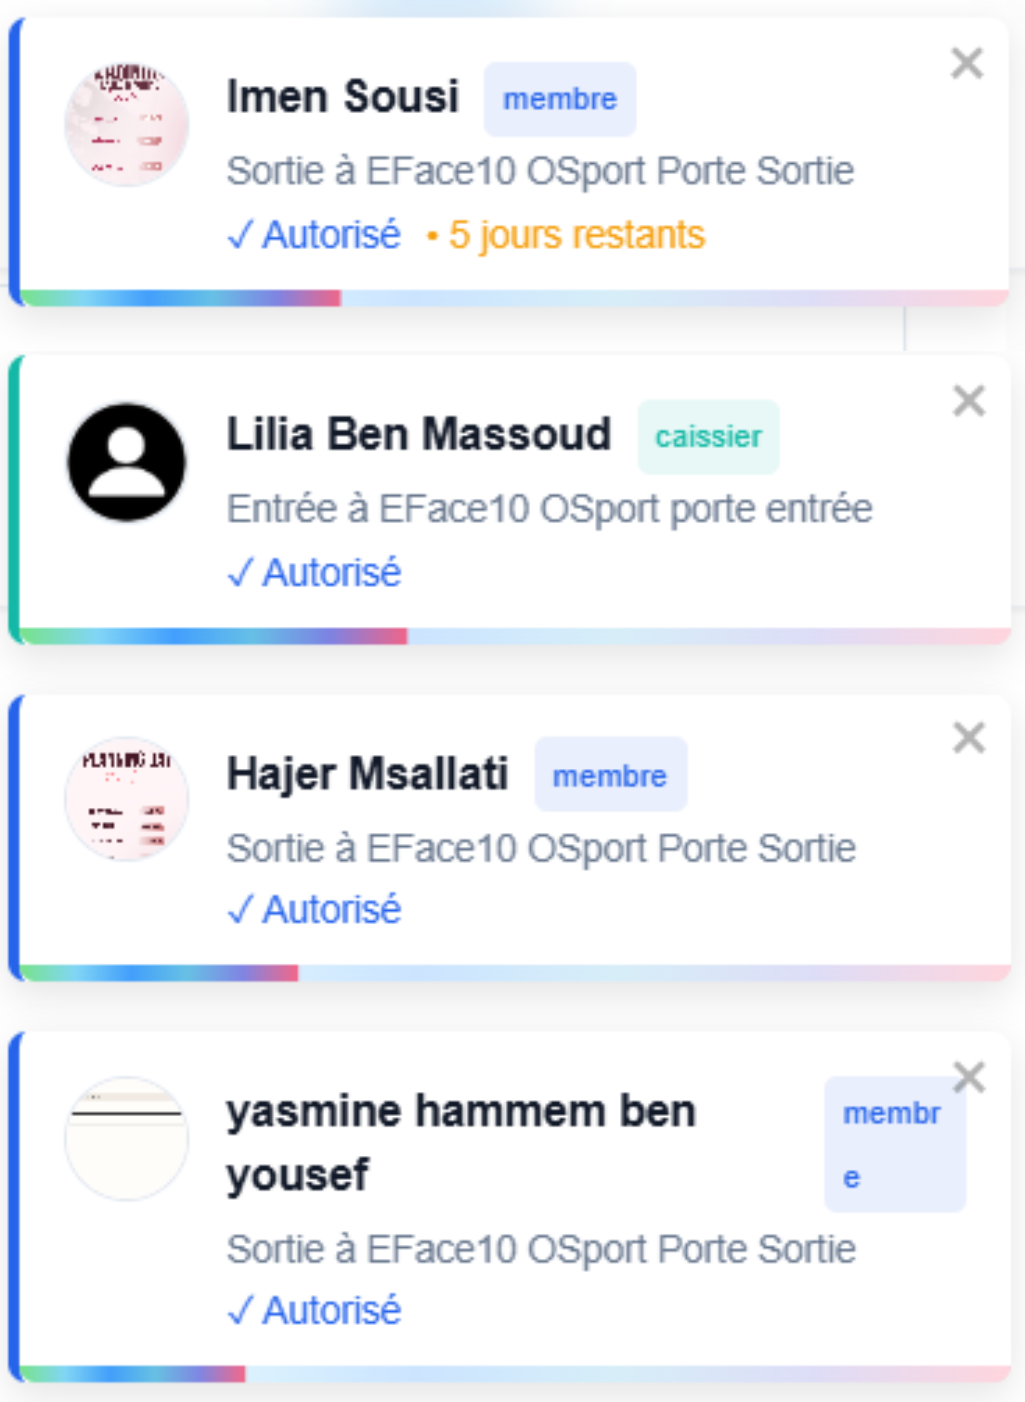 Imen Sousi membre
Sortie à EFace10 OSport Porte Sortie
✓ Autorisé • 5 jours restants
Lilia Ben Massoud caissier
Entrée à EFace10 OSport porte entrée
✓ Autorisé
Hajer Msallati membre
Sortie à EFace10 OSport Porte Sortie
✓ Autorisé
yasmine hammem ben membr
yousef e
Sortie à EFace10 OSport Porte Sortie
✓ Autorisé